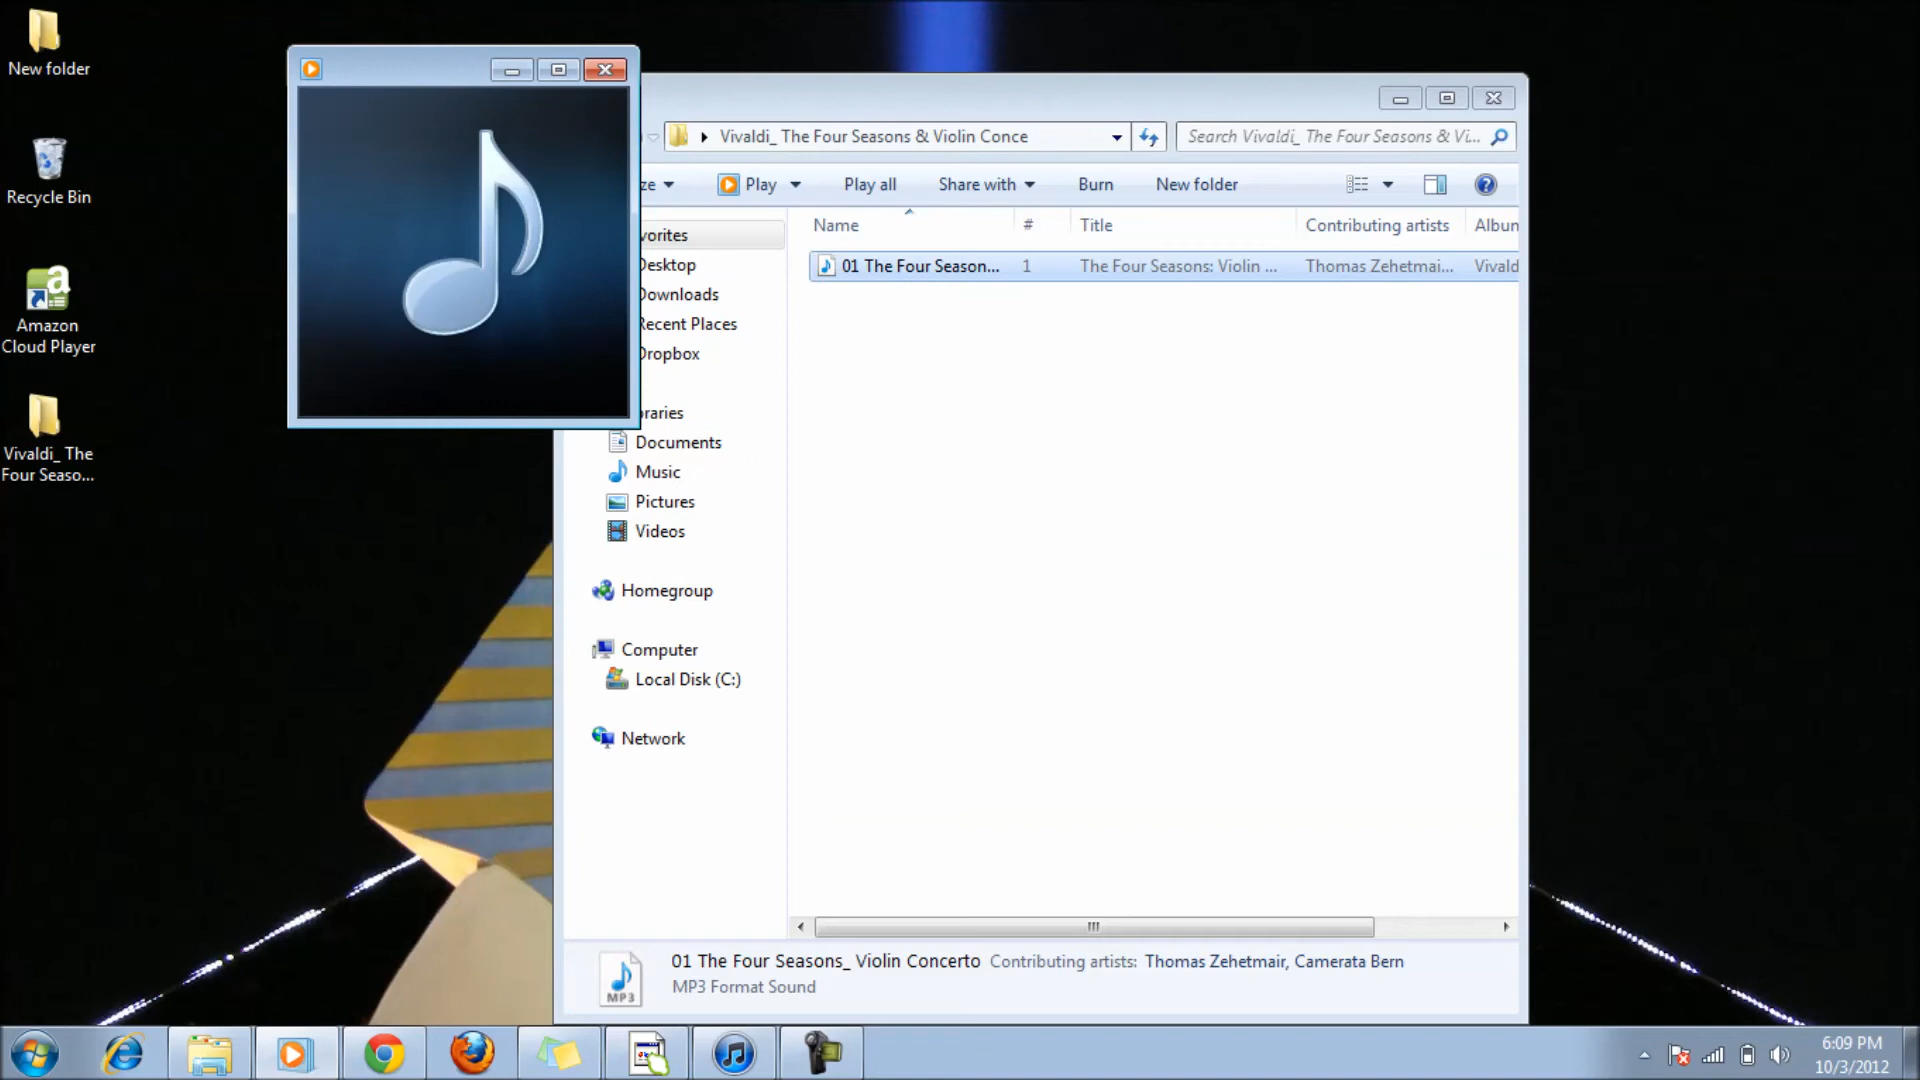 New folder
Recycle Bin
Amazon
Cloud Player
Vivaldi_ The
Four Seaso...
Vivaldi_ The Four Seasons & Violin Conce
Search Vivaldi_ The Four Seasons & Vi...
ze
Play
Play all
Share with
Burn
New folder
Name
#
Title
Contributing artists
Album
01 The Four Season...
1
The Four Seasons: Violin ...
Thomas Zehetmai...
Vivald
vorites
Desktop
Downloads
Recent Places
Dropbox
braries
Documents
Music
Pictures
Videos
Homegroup
Computer
Local Disk (C:)
Network
01 The Four Seasons_ Violin Concerto Contributing artists: Thomas Zehetmair, Camerata Bern
MP3 Format Sound
MP3
6:09 PM
10/3/2012